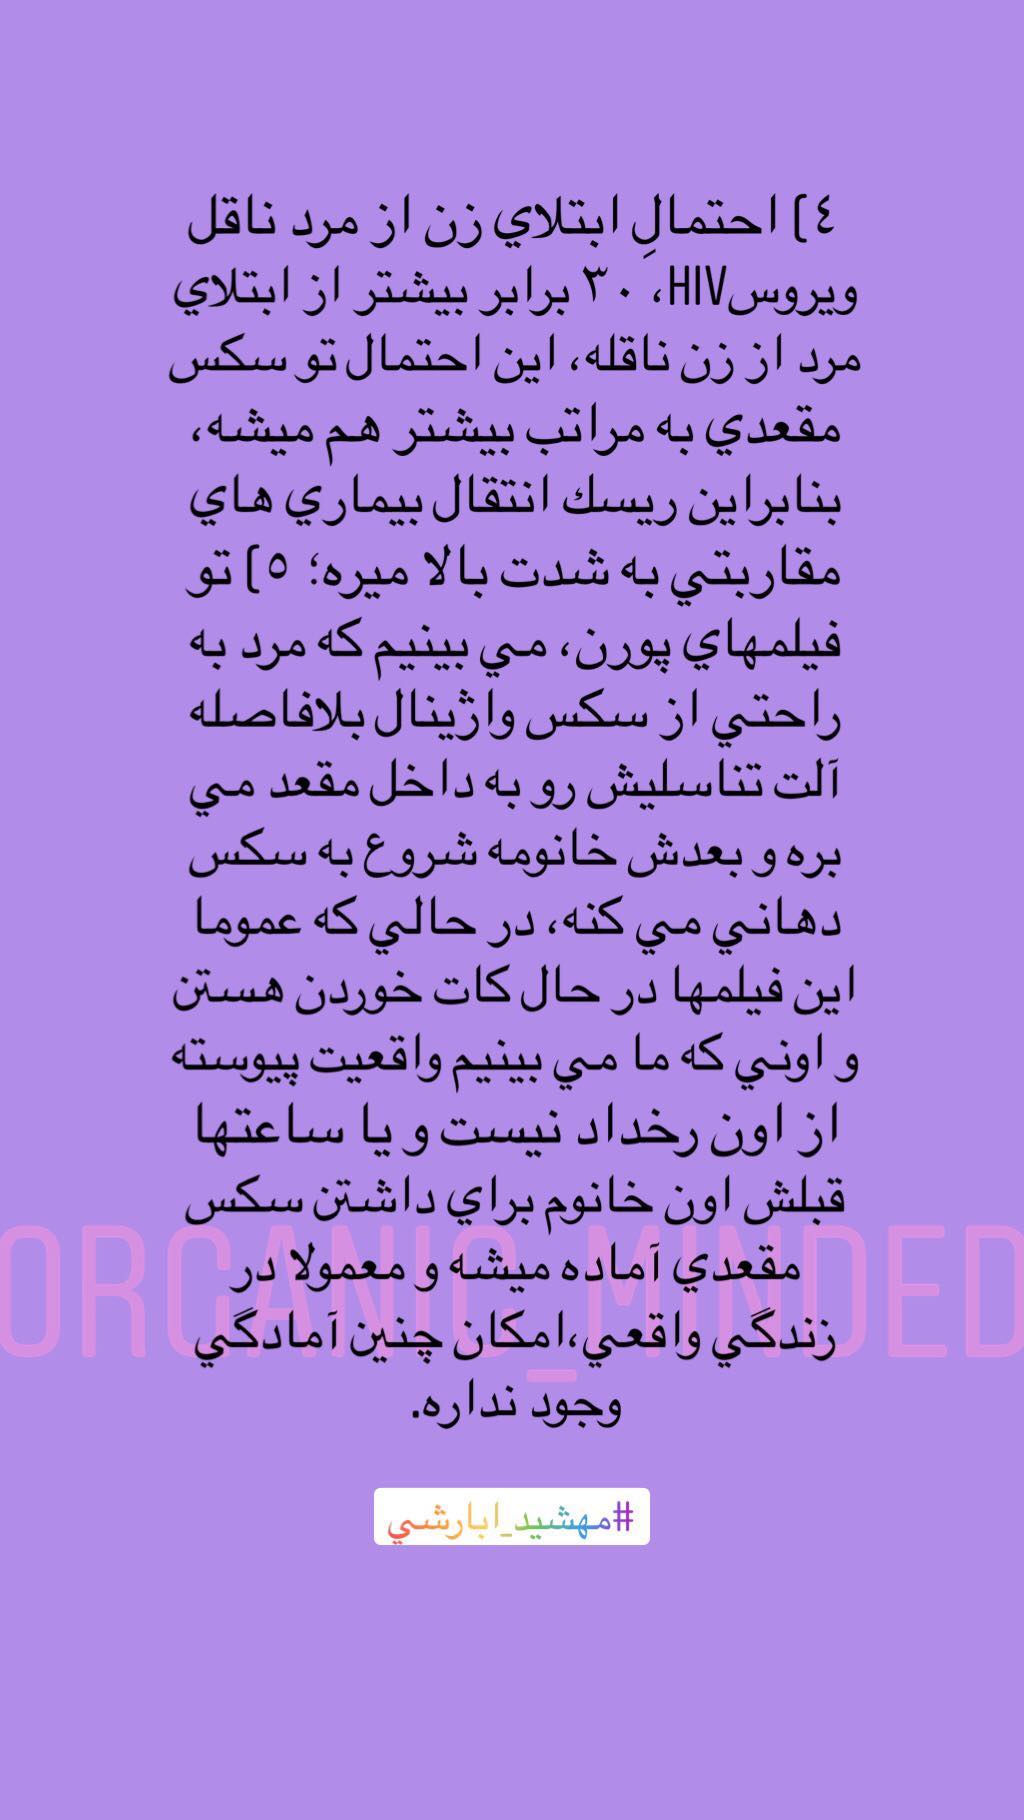 ٤) احتمالِ ابتلاي زن از مرد ناقل
ويروسHIV، ٣٠ برابر بيشتر از ابتلاي
مرد از زن ناقله، اين احتمال تو سكس
مقعدي به مراتب بيشتر هم ميشه،
بنابراين ريسك انتقال بيماري هاي
مقاربتي به شدت بالا ميره؛ ٥) تو
فيلمهاي پورن، مي بينيم كه مرد به
راحتي از سكس واژينال بلافاصله
آلت تناسليش رو به داخل مقعد مي
بره و بعدش خانومه شروع به سكس
دهاني مي كنه، در حالي كه عموما
اين فيلمها در حال كات خوردن هستن
و اوني كه ما مي بينيم واقعيت پيوسته
از اون رخداد نيست و يا ساعتها
قبلش اون خانوم براي داشتن سكس
مقعدي آماده ميشه و معمولا در
زندگي واقعي،امكان چنين آمادگي
وجود نداره.
ORGANIC_MINDED
#مهشيد_ابارشي